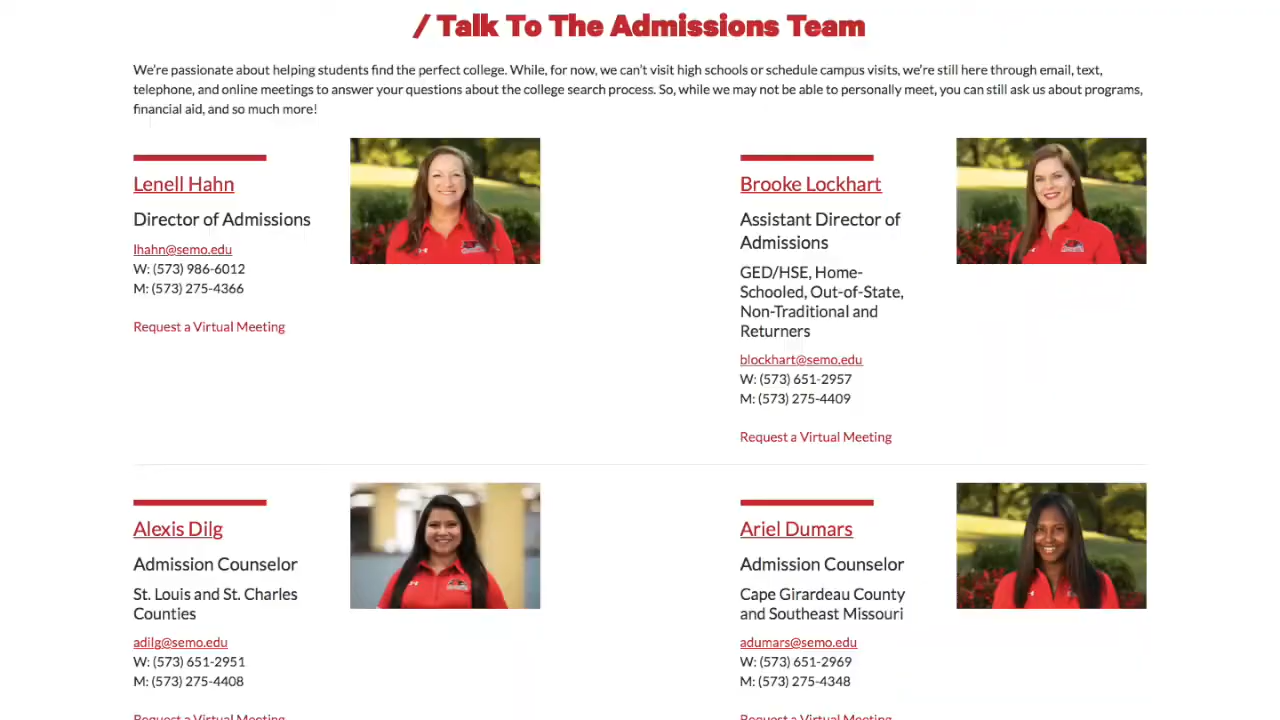 / Talk To The Admissions Team
We're passionate about helping students find the perfect college. While, for now, we can't visit high schools or schedule campus visits, we're still here through email, text,
telephone, and online meetings to answer your questions about the college search process. So, while we may not be able to personally meet, you can still ask us about programs,
financial aid, and so much more!
Lenell Hahn
Director of Admissions
lhahn@semo.edu
W: (573) 986-6012
M: (573) 275-4366
Request a Virtual Meeting
Brooke Lockhart
Assistant Director of
Admissions
GED/HSE, Home-
Schooled, Out-of-State,
Non-Traditional and
Returners
blockhart@semo.edu
W: (573) 651-2957
M: (573) 275-4409
Request a Virtual Meeting
Alexis Dilg
Admission Counselor
St. Louis and St. Charles
Counties
adilg@semo.edu
W: (573) 651-2951
M: (573) 275-4408
Request a Virtual Meeting
Ariel Dumars
Admission Counselor
Cape Girardeau County
and Southeast Missouri
adumars@semo.edu
W: (573) 651-2969
M: (573) 275-4348
Request a Virtual Meeting